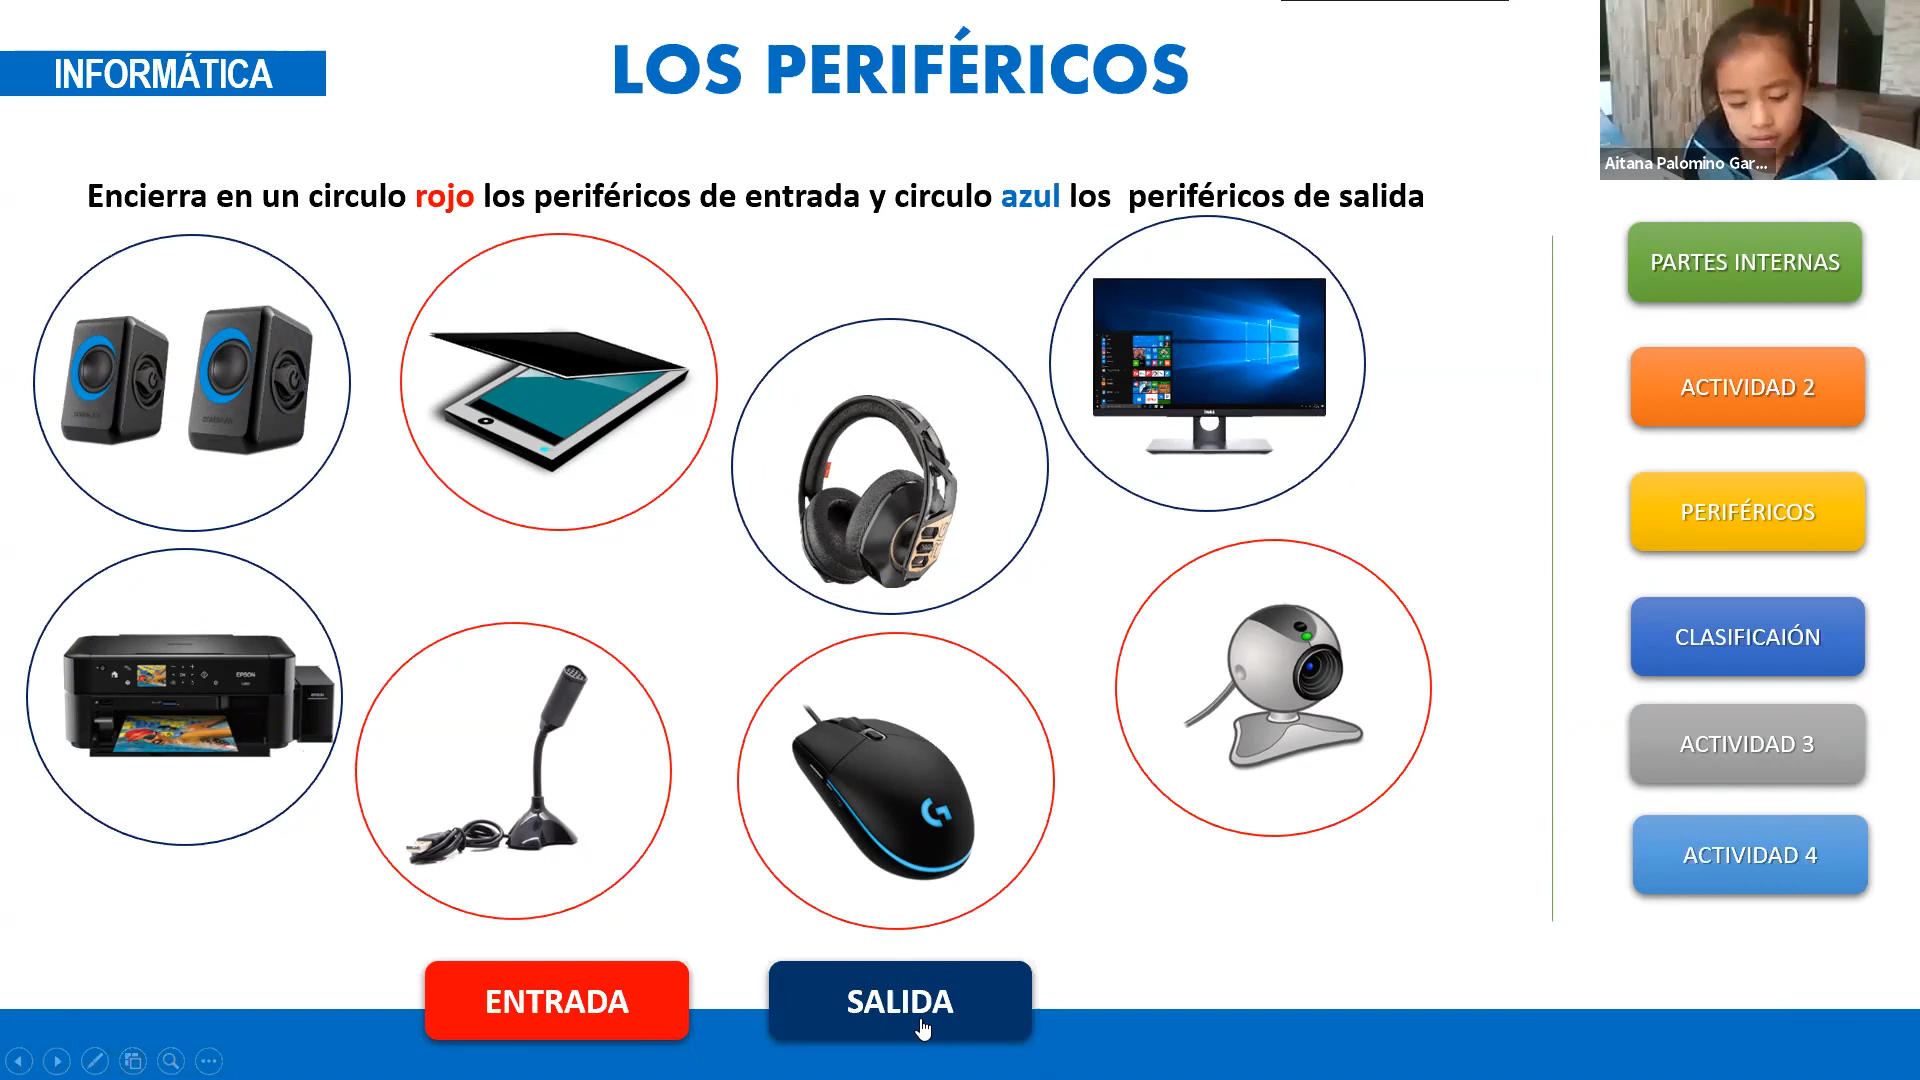 INFORMÁTICA
LOS PERIFÉRICOS
Aitana Palomino Gar...
Encierra en un circulo rojo los periféricos de entrada y circulo azul los periféricos de salida
PARTES INTERNAS
ACTIVIDAD 2
PERIFÉRICOS
CLASIFICAIÓN
ACTIVIDAD 3
ACTIVIDAD 4
EPSON
ENTRADA
SALIDA